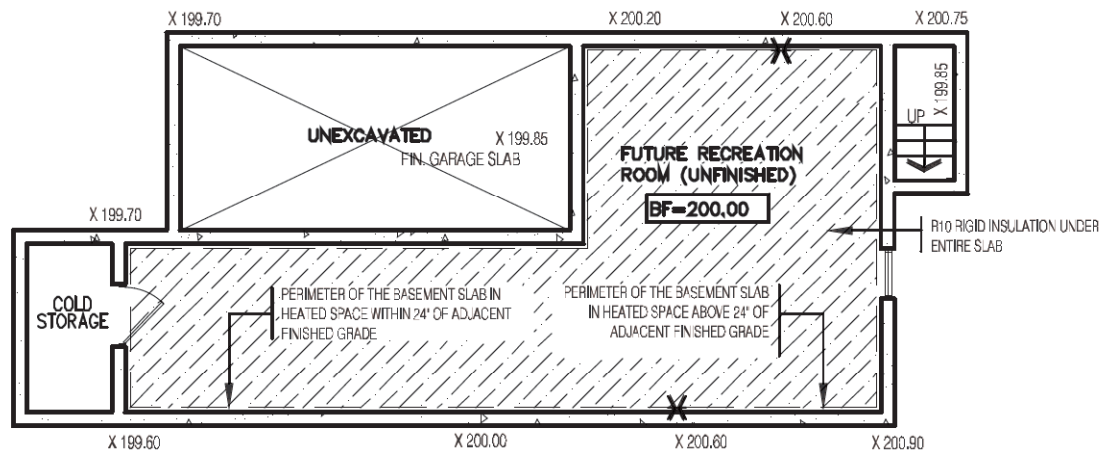 X 199.70
X 200.20
X 200.60
X 200.75
X 199.85
UP
UNEXCAVATED
X 199.85
FIN. GARAGE SLAB
FUTURE RECREATION
ROOM (UNFINISHED)
BF=200.00
X 199.70
R10 RIGID INSULATION UNDER
ENTIRE SLAB
COLD
STORAGE
PERIMETER OF THE BASEMENT SLAB IN
HEATED SPACE WITHIN 24" OF ADJACENT
FINISHED GRADE
PERIMETER OF THE BASEMENT SLAB
IN HEATED SPACE ABOVE 24" OF
ADJACENT FINISHED GRADE
X 199.60
X 200.00
X 200.60
X 200.90